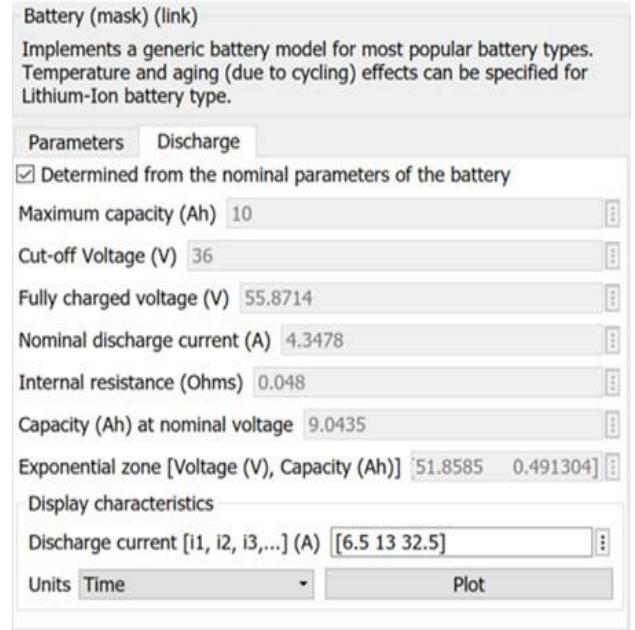 Battery (mask) (link)
Implements a generic battery model for most popular battery types.
Temperature and aging (due to cycling) effects can be specified for
Lithium-Ion battery type.
Parameters Discharge
Determined from the nominal parameters of the battery
Maximum capacity (Ah) 10
Cut-off Voltage (V) 36
Fully charged voltage (V) 55.8714
Nominal discharge current (A) 4.3478
Internal resistance (Ohms) 0.048
Capacity (Ah) at nominal voltage 9.0435
Exponential zone [Voltage (V), Capacity (Ah)] [51.8585 0.491304]
Display characteristics
Discharge current [i1, i2, i3,...] (A) [6.5 13 32.5]
Units Time Plot